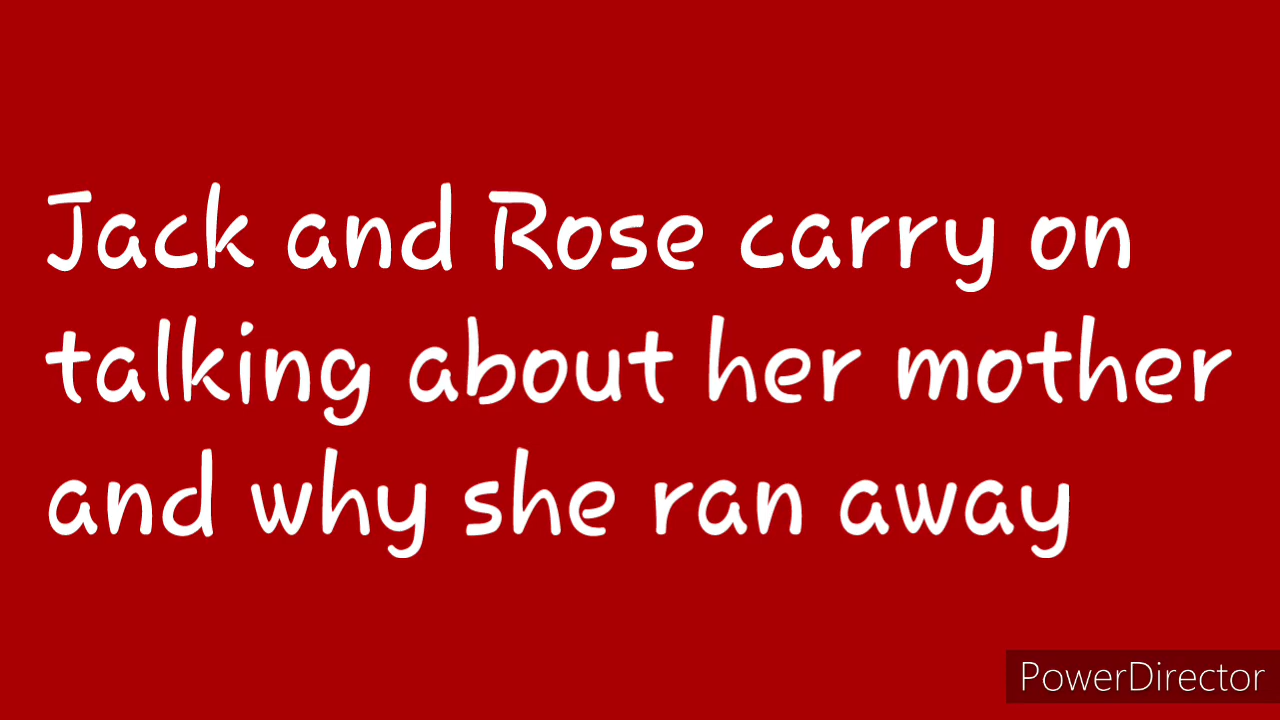 Jack and Rose carry on
talking about her mother
and why she ran away
PowerDirector